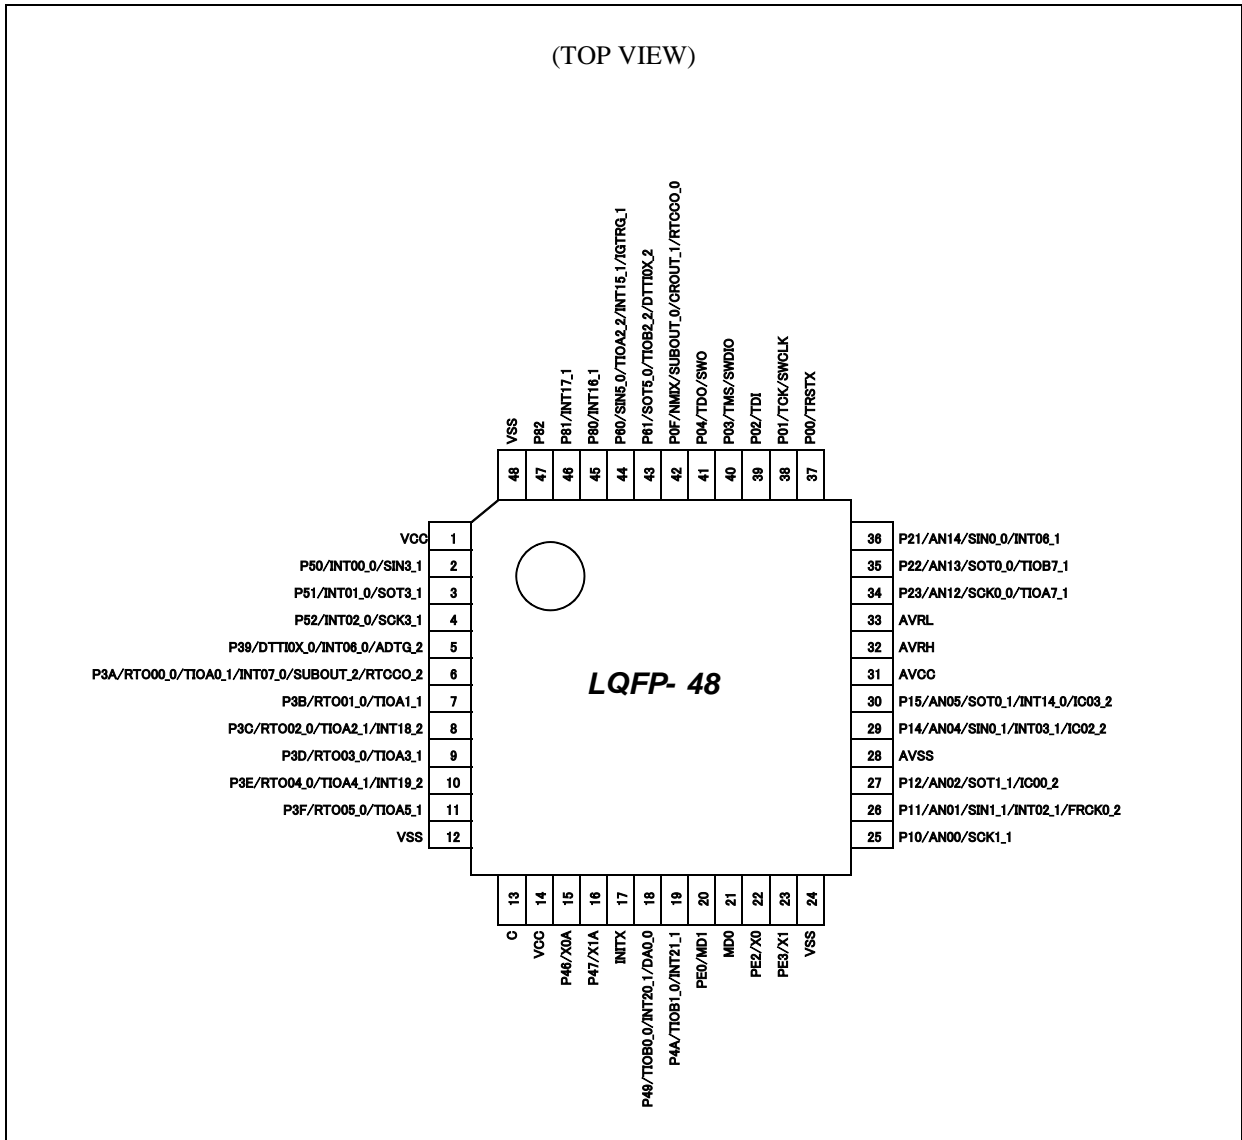 (TOP VIEW)
VSS
P82
P81/INT17_1
P80/INT16_1
P60/SIN5_0/TIOA2_2/INT15_1/IGTRG_1
P61/SOT5_0/TIOB2_2/DTTI0X_2
P0F/NMIX/SUBOUT_0/CROUT_1/RTCCO_0
P04/TDO/SWO
P03/TMS/SWDIO
P02/TDI
P01/TCK/SWCLK
P00/TRSTX
48
47
46
45
44
43
42
41
40
39
38
37
VCC 1
P50/INT00_0/SIN3_1 2
P51/INT01_0/SOT3_1 3
P52/INT02_0/SCK3_1 4
P39/DTTI0X_0/INT06_0/ADTG_2 5
P3A/RTO00_0/TIOA0_1/INT07_0/SUBOUT_2/RTCCO_2 6
P3B/RTO01_0/TIOA1_1 7
P3C/RTO02_0/TIOA2_1/INT18_2 8
P3D/RTO03_0/TIOA3_1 9
P3E/RTO04_0/TIOA4_1/INT19_2 10
P3F/RTO05_0/TIOA5_1 11
VSS 12
LQFP- 48
36 P21/AN14/SIN0_0/INT06_1
35 P22/AN13/SOT0_0/TIOB7_1
34 P23/AN12/SCK0_0/TIOA7_1
33 AVRL
32 AVRH
31 AVCC
30 P15/AN05/SOT0_1/INT14_0/IC03_2
29 P14/AN04/SIN0_1/INT03_1/IC02_2
28 AVSS
27 P12/AN02/SOT1_1/IC00_2
26 P11/AN01/SIN1_1/INT02_1/FRCK0_2
25 P10/AN00/SCK1_1
13
14
15
16
17
18
19
20
21
22
23
24
C
VCC
P46/X0A
P47/X1A
INITX
P49/TIOB0_0/INT20_1/DA0_0
P4A/TIOB1_0/INT21_1
PE0/MD1
MD0
PE2/X0
PE3/X1
VSS